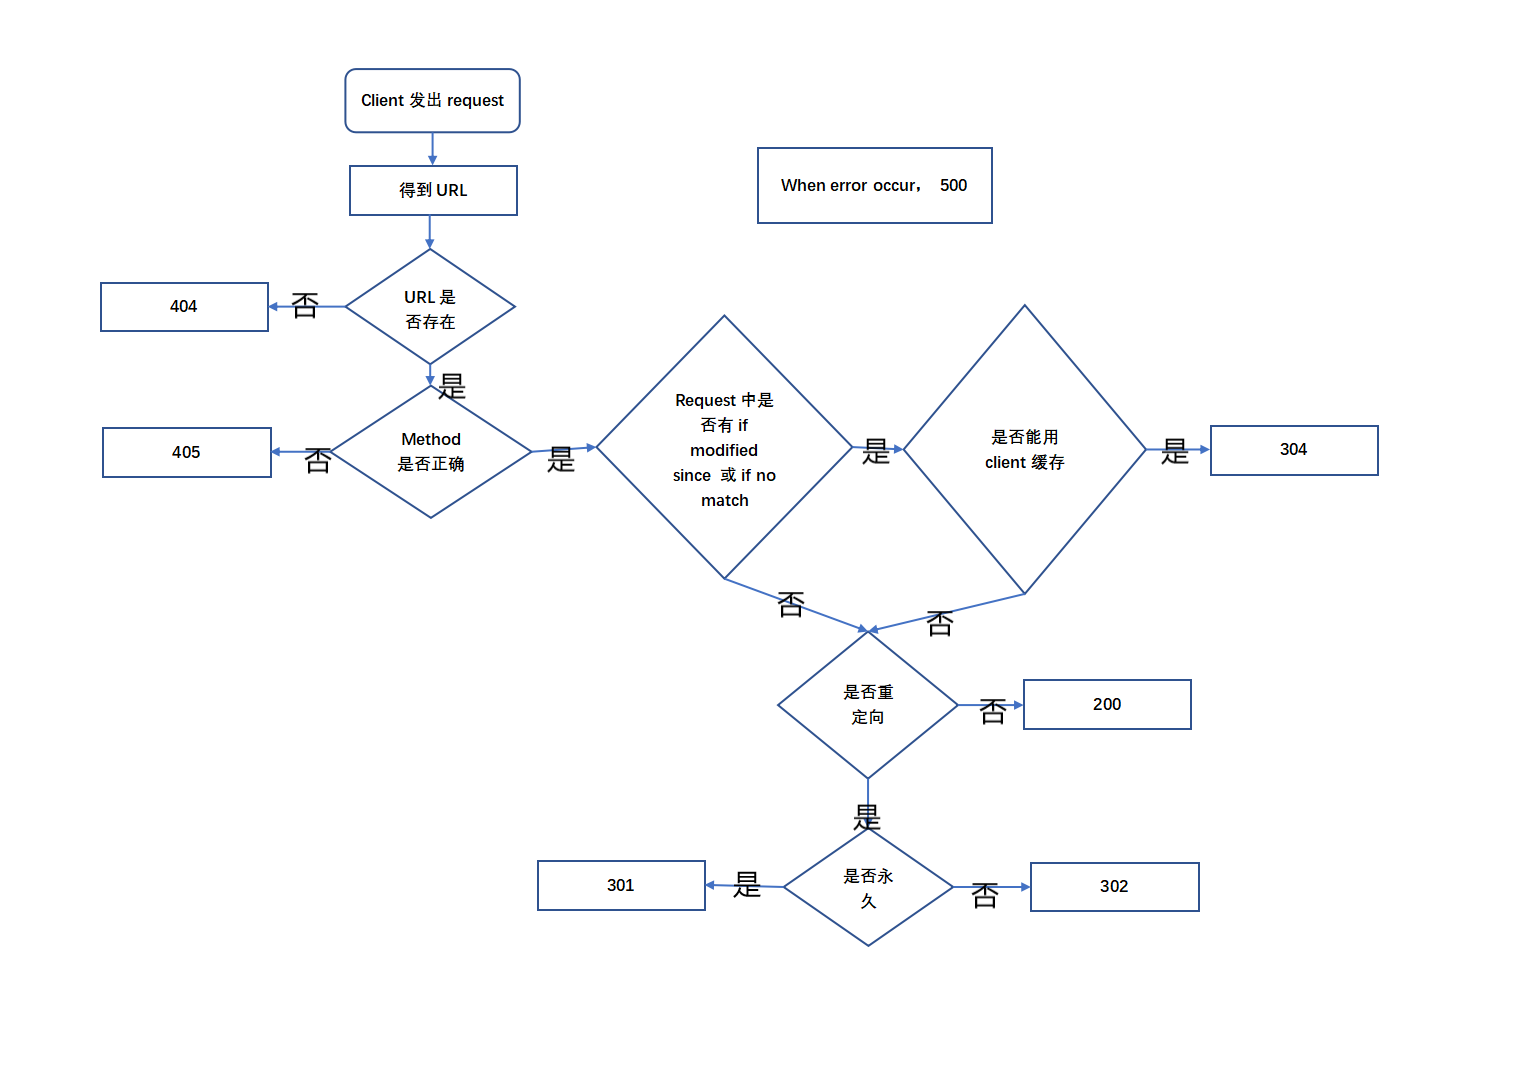 Client 发出 request
得到 URL
When error occur， 500
URL 是
否存在
否
404
是
Method
是否正确
否
405
是
Request 中是
否有 if
modified
since 或 if no
match
是
是否能用
client 缓存
是
304
否
否
是否重
定向
否
200
是
是否永
久
是
301
否
302